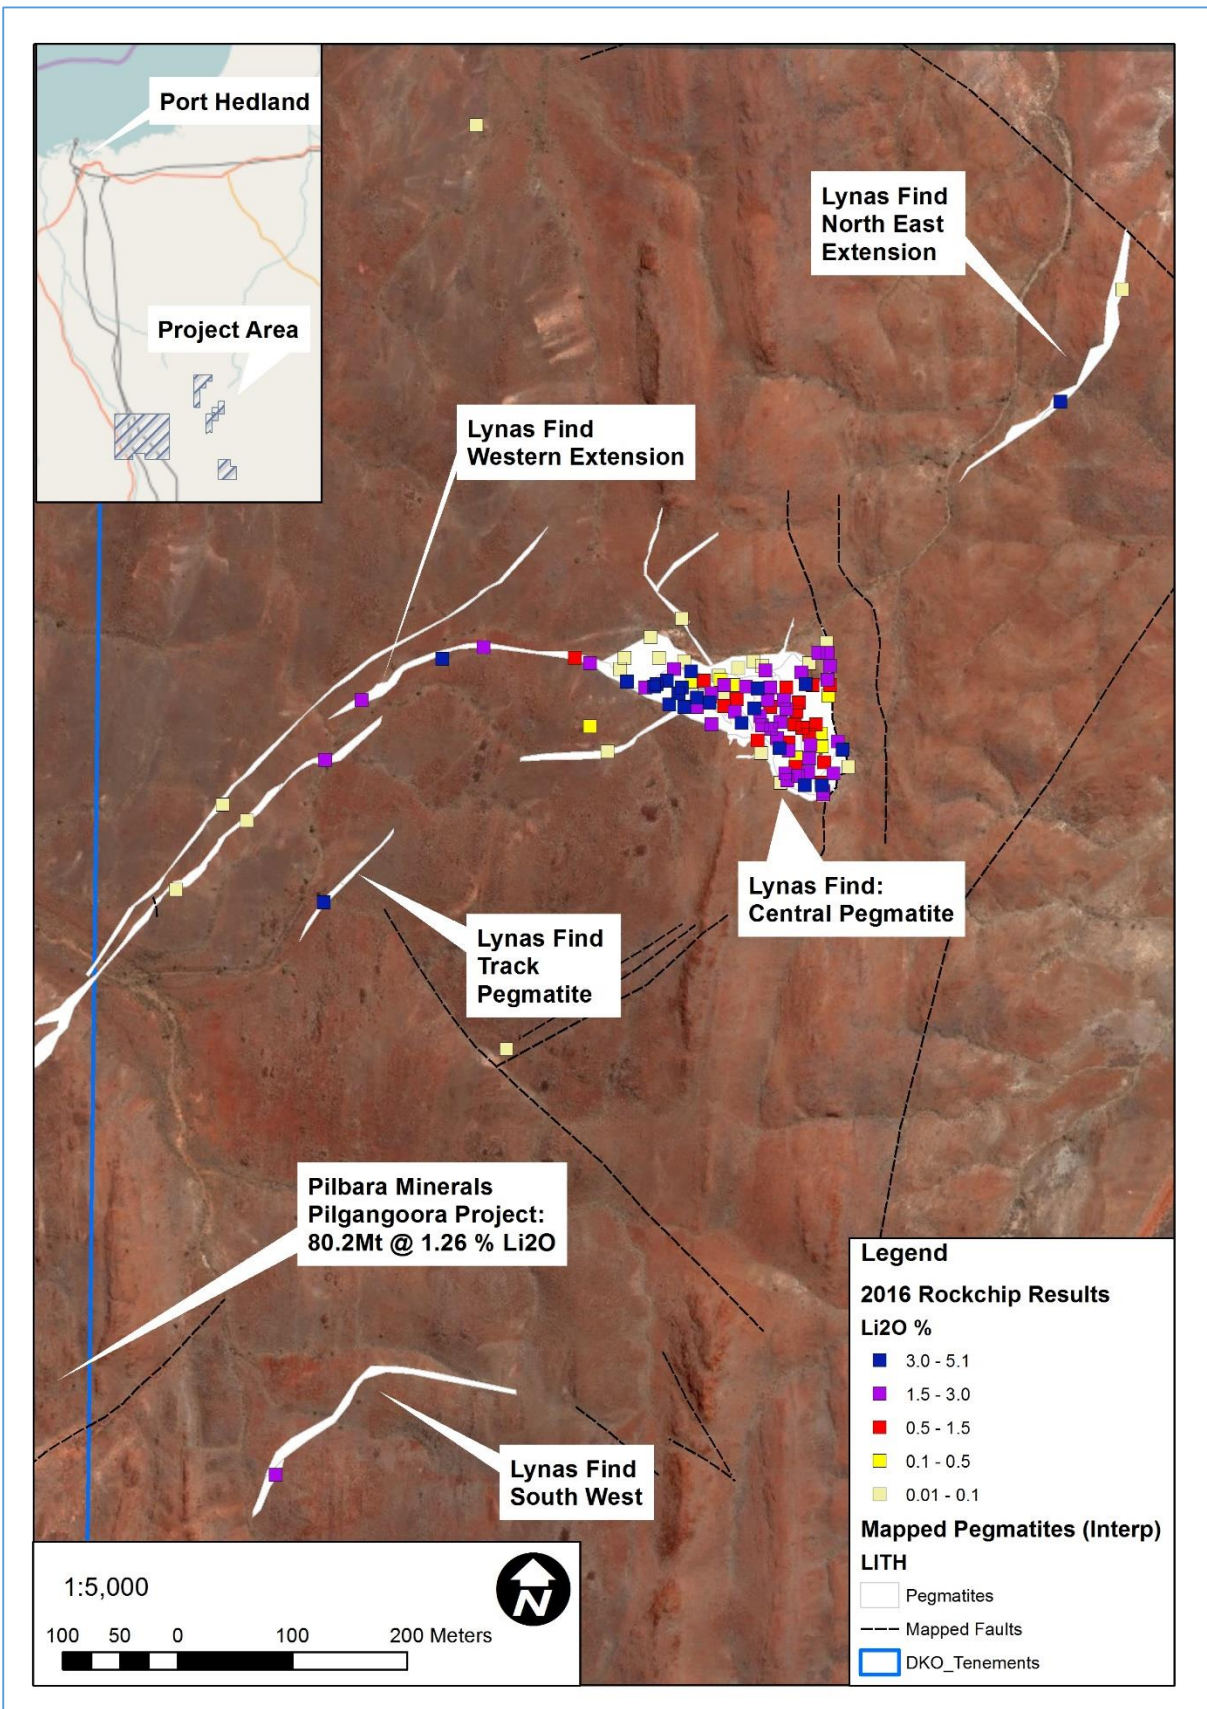 Port Hedland
Project Area
Lynas Find
North East
Extension
Lynas Find
Western Extension
Lynas Find:
Central Pegmatite
Lynas Find
Track
Pegmatite
Pilbara Minerals
Pilgangoora Project:
80.2Mt @ 1.26 % Li2O
Lynas Find
South West
Legend
2016 Rockchip Results
Li2O %
3.0 - 5.1
1.5 - 3.0
0.5 - 1.5
0.1 - 0.5
0.01 - 0.1
Mapped Pegmatites (Interp)
LITH
Pegmatites
Mapped Faults
DKO_Tenements
1:5,000
N
100 50 0 100 200 Meters